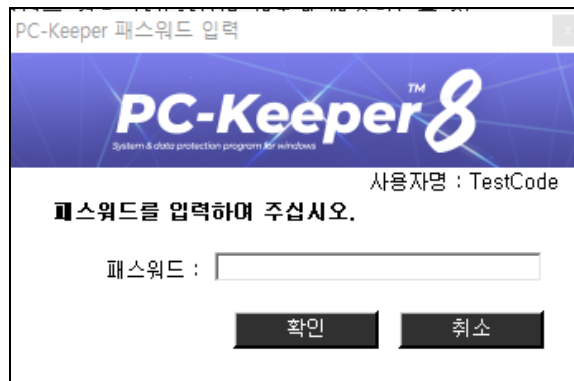 PC-Keeper 패스워드 입력
PC-Keeper™ 8
System & data protection program for windows
사용자명 : TestCode
패스워드를 입력하여 주십시오.
패스워드 :
확인 취소